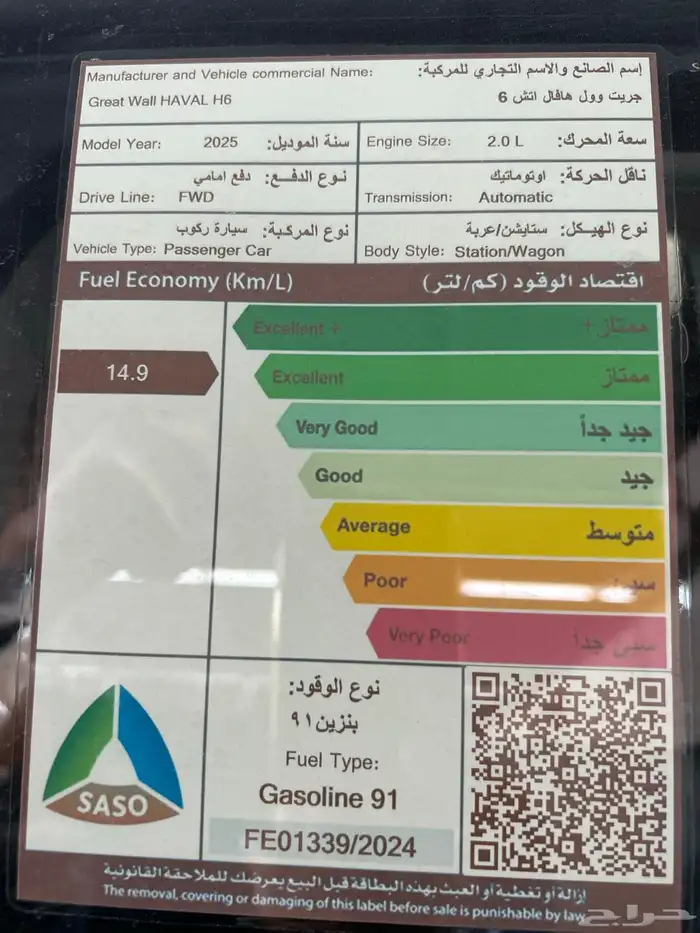 Manufacturer and Vehicle commercial Name: إسم الصانع والاسم التجاري للمركبة:
Great Wall HAVAL H6 جريت وول هافال اتش 6
Model Year: 2025 سنة الموديل:
Engine Size: 2.0 L سعة المحرك:
نوع الدفع: دفع امامي
Drive Line: FWD
ناقل الحركة: اوتوماتيك
Transmission: Automatic
نوع المركبة: سيارة ركوب
Vehicle Type: Passenger Car
نوع الهيكل: ستايشن/عربة
Body Style: Station/Wagon
Fuel Economy (Km/L) اقتصاد الوقود (كم/لتر)
Excellent + ممتاز+
14.9
Excellent ممتاز
Very Good جيد جداً
Good جيد
Average متوسط
Poor
Very Poor سيئ جداً
SASO
نوع الوقود:
بنزين ٩١
Fuel Type:
Gasoline 91
FE01339/2024
إزالة أو تغطية أو العبث بهذه البطاقة قبل البيع يعرضك للملاحقة القانونية
The removal, covering or damaging of this label before sale is punishable by law
حراج